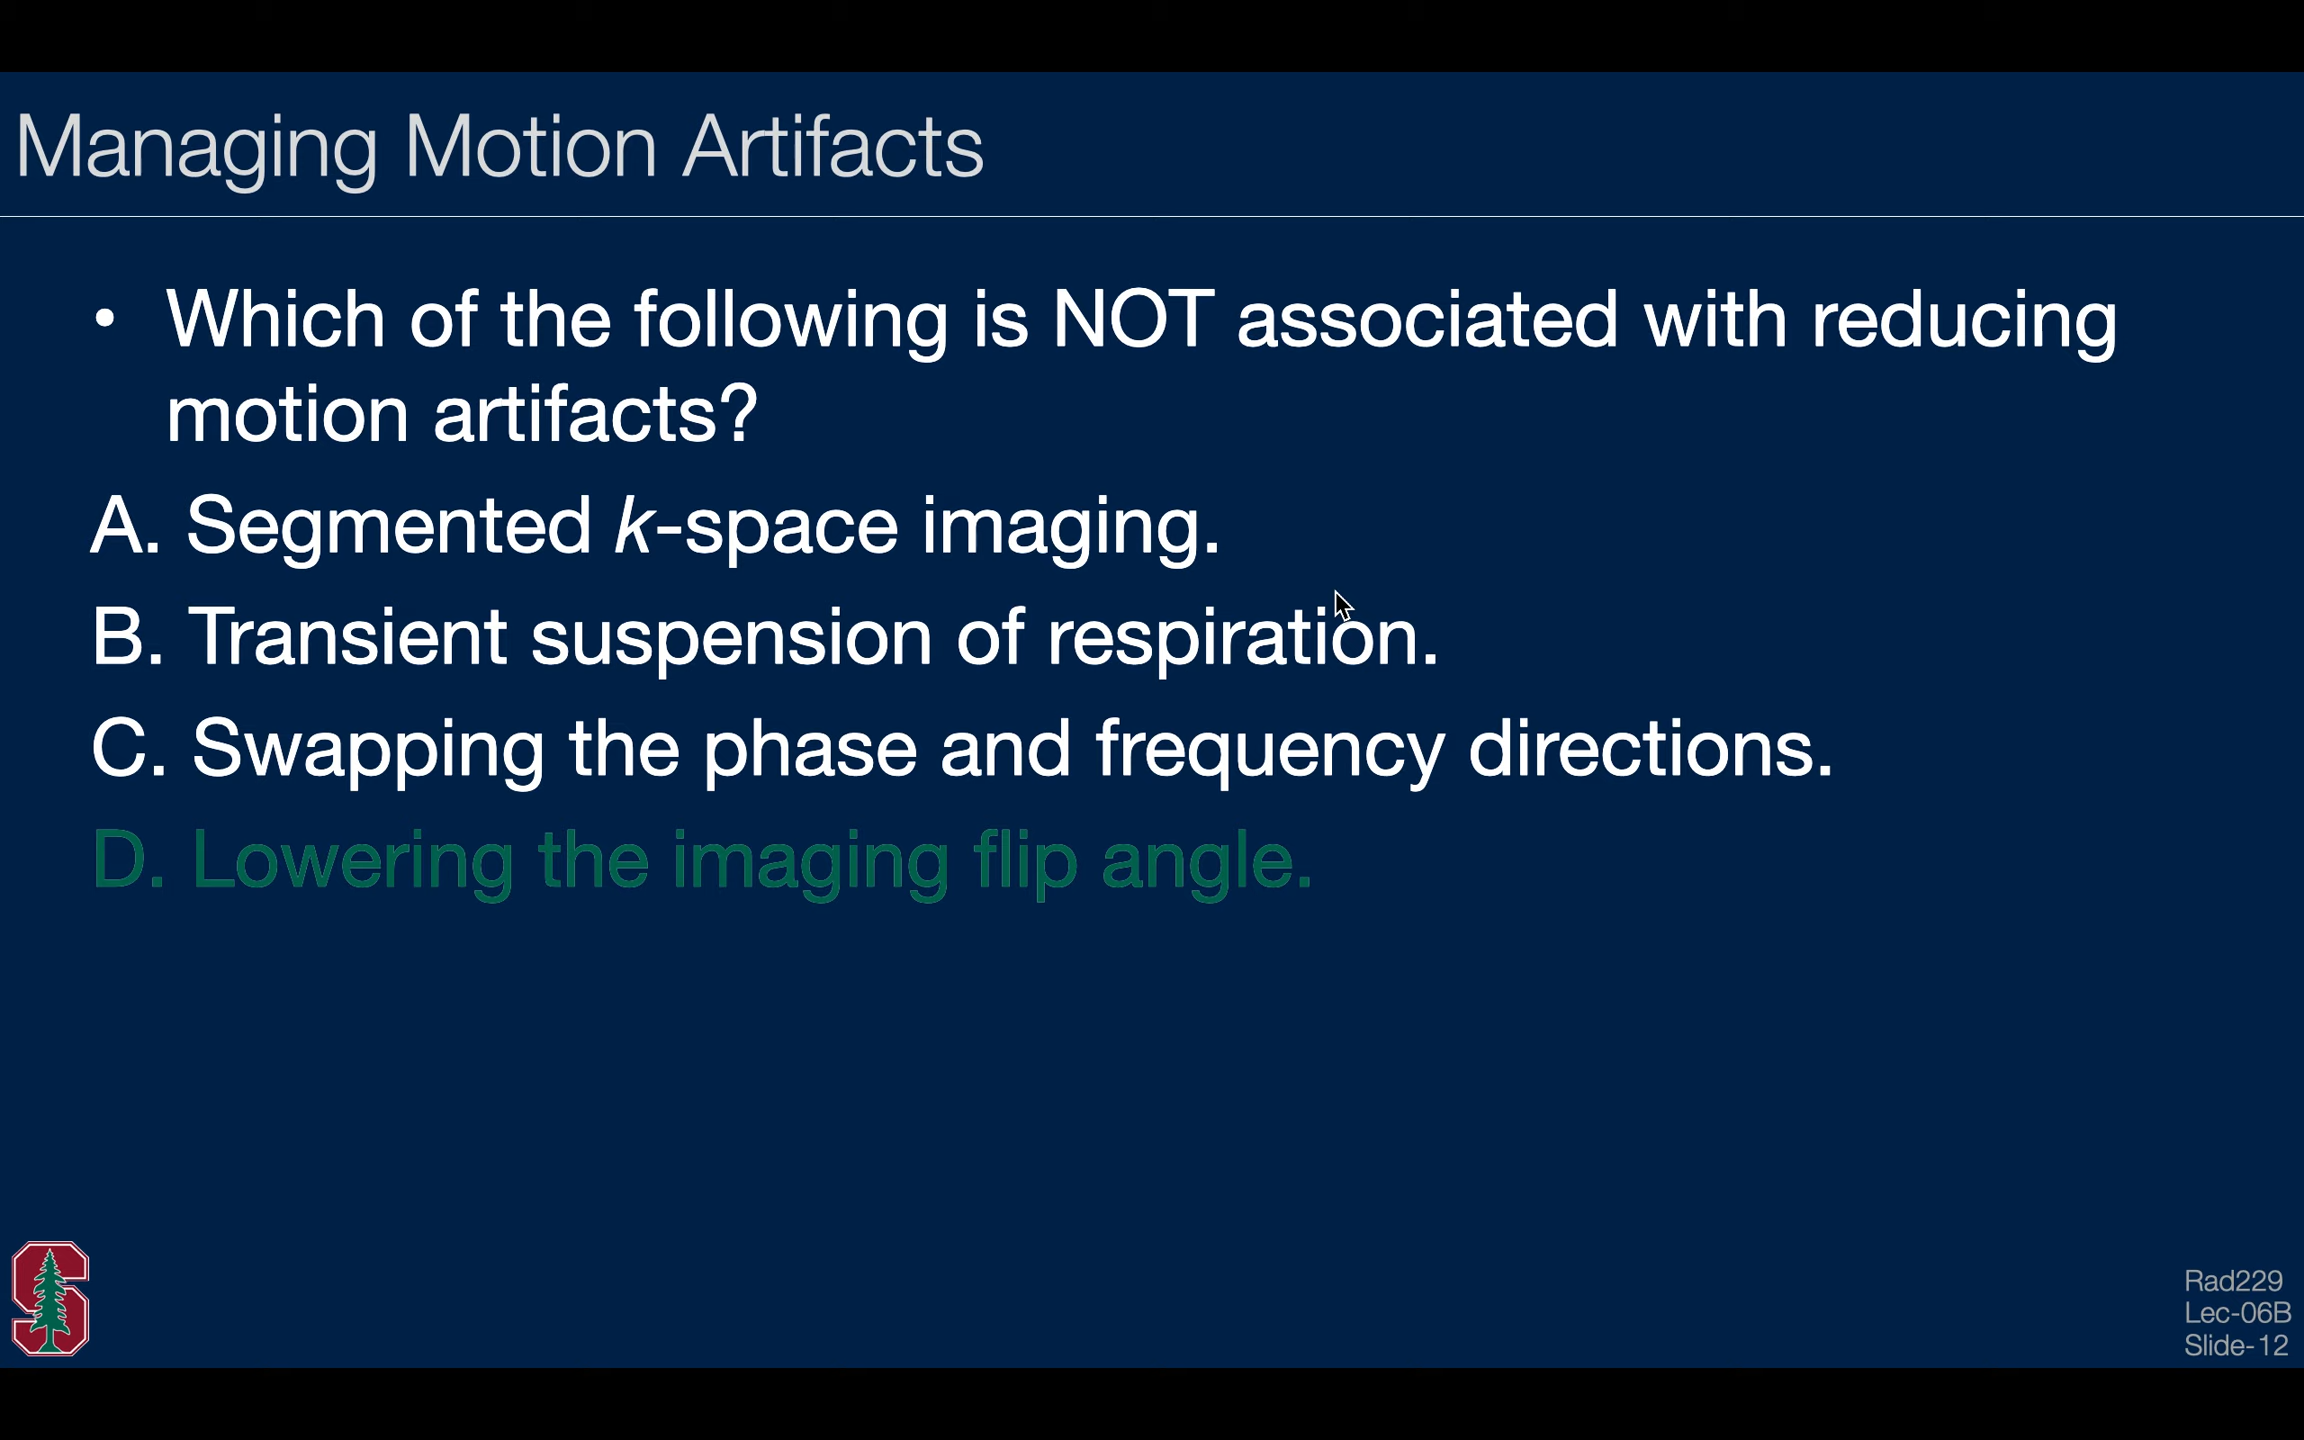 Managing Motion Artifacts
• Which of the following is NOT associated with reducing
motion artifacts?
A. Segmented k-space imaging.
B. Transient suspension of respiration.
C. Swapping the phase and frequency directions.
D. Lowering the imaging flip angle.
Rad229
Lec-06B
Slide-12